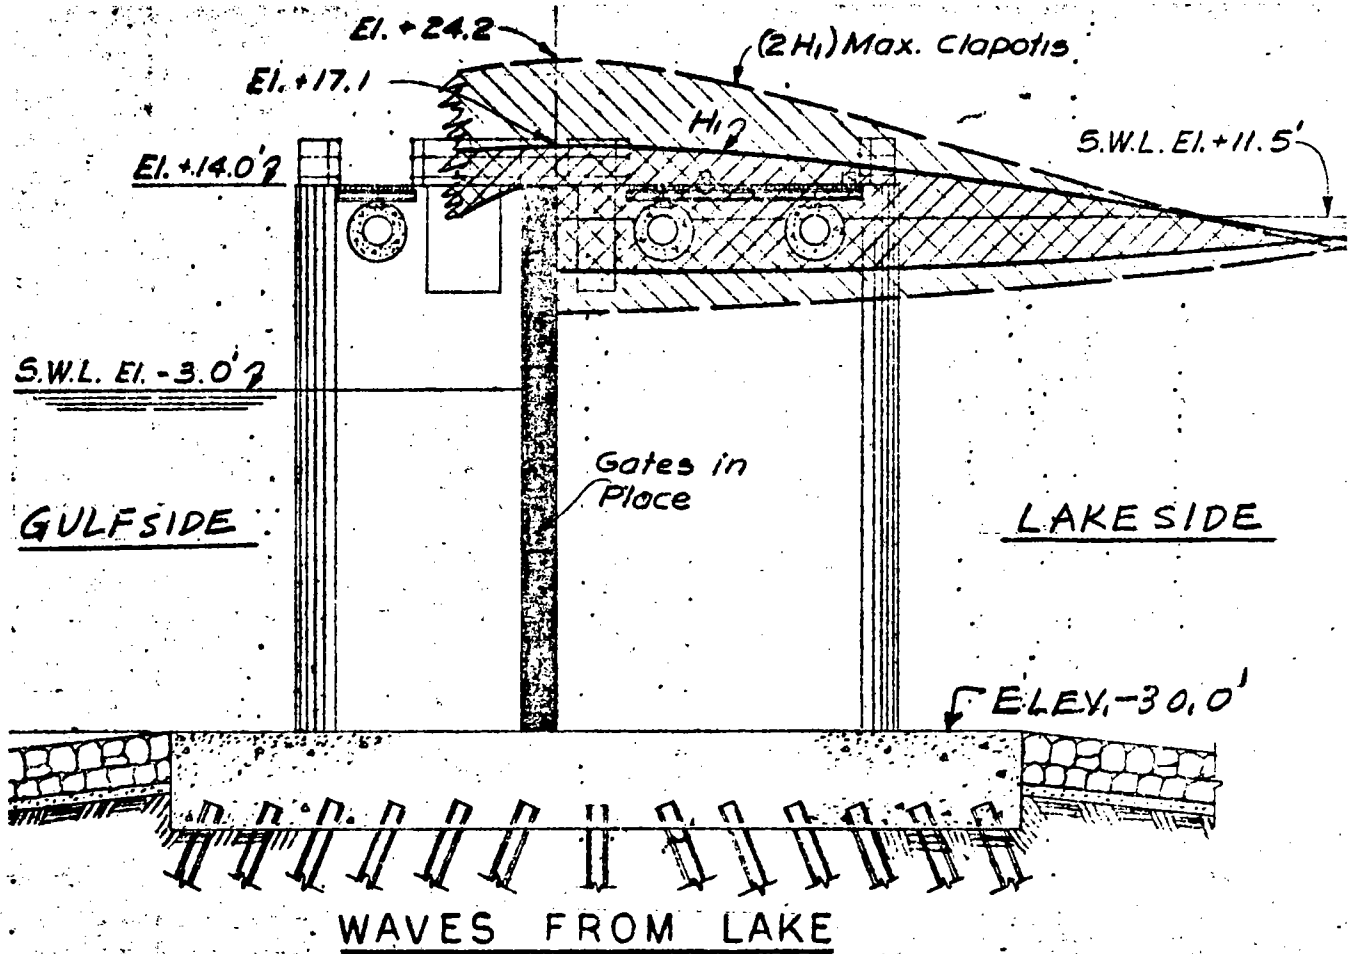 El. + 24.2
(2H₁) Max. Clapotis
El. + 17.1
H₁
S.W.L. El. + 11.5'
El. + 14.0'
S.W.L. El. - 3.0'
Gates in
Place
GULFSIDE
LAKESIDE
ELEV. -30.0'
WAVES FROM LAKE